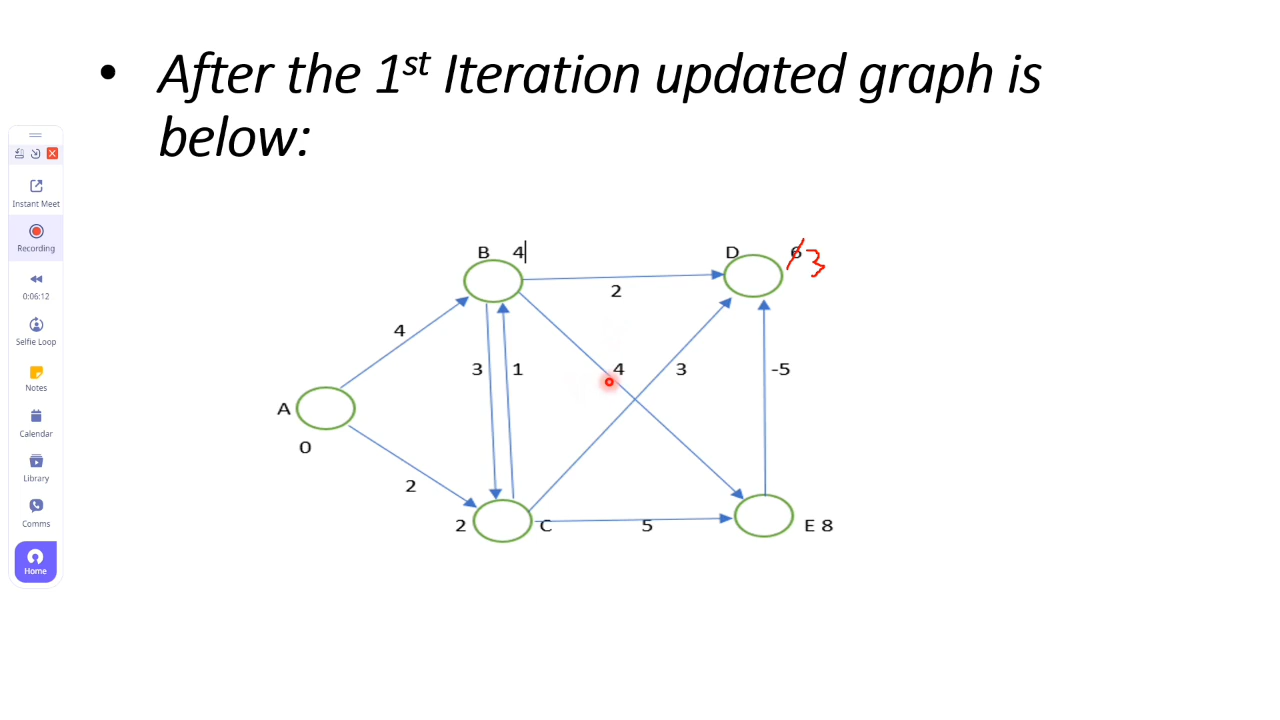 • After the 1st Iteration updated graph is
below:
Instant Meet
Recording
0:06:12
Selfie Loop
Notes
Calendar
Library
Comms
Home
B 4
D 6 3
2
4
3 1 4 3 -5
A
0
2
2 C 5 E 8